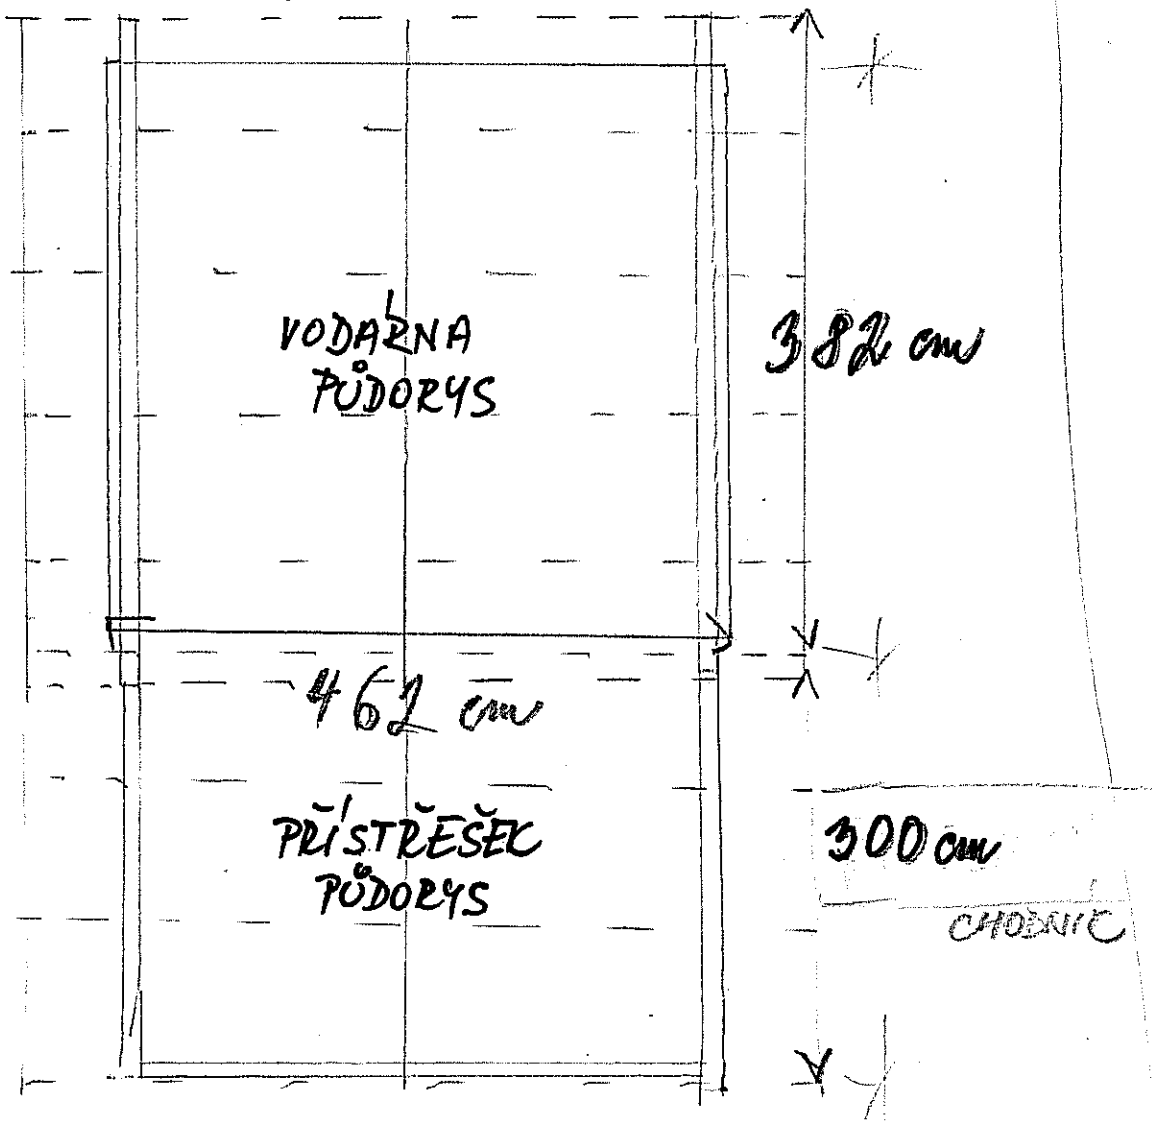 VODÁRNA
PŮDORYS
382 cm
462 cm
PŘÍSTŘEŠEK
PŮDORYS
300 cm
CHODNÍK